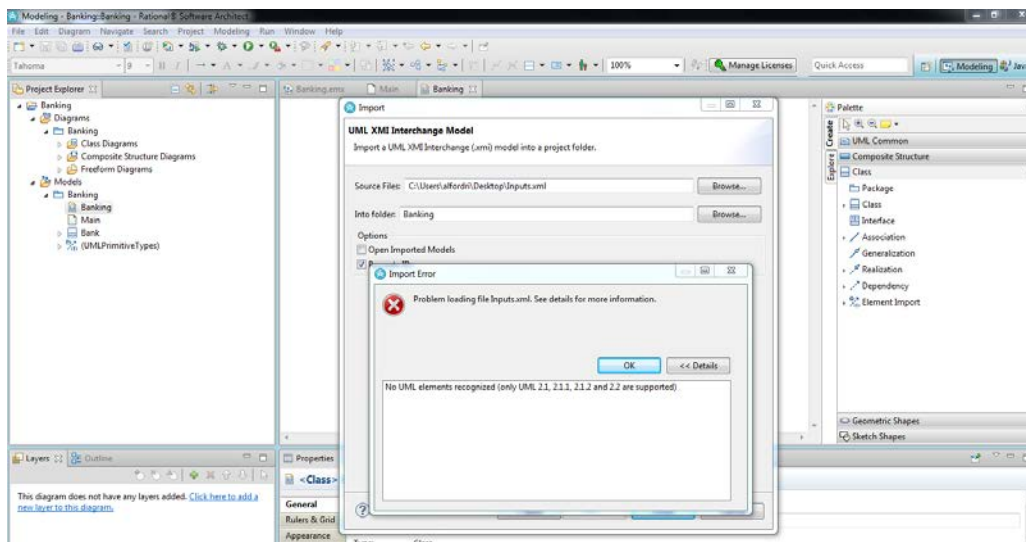 Modeling - Banking::Banking - Rational® Software Architect
File Edit Diagram Navigate Search Project Modeling Run Window Help
Tahoma 9 100% Manage Licenses Quick Access Modeling
Project Explorer
Banking
Diagrams
Banking
Class Diagrams
Composite Structure Diagrams
Freeform Diagrams
Models
Banking
Banking
Main
Bank
(UMLPrimitiveTypes)
Banking.emx Main Banking
Import
UML XMI Interchange Model
Import a UML XMI Interchange (.xmi) model into a project folder.
Source Files: C:\Users\alfordri\Desktop\Inputs.xml Browse...
Into folder: Banking Browse...
Options
Open Imported Models
Import Error
Problem loading file Inputs.xml. See details for more information.
OK << Details
No UML elements recognized (only UML 2.1, 2.1.1, 2.1.2 and 2.2 are supported)
Palette
Create
Explore
UML Common
Composite Structure
Class
Package
Class
Interface
Association
Generalization
Realization
Dependency
Element Import
Geometric Shapes
Sketch Shapes
Layers Outline
This diagram does not have any layers added. Click here to add a
new layer to this diagram.
Properties
<Class>
General
Rulers & Grid
Appearance